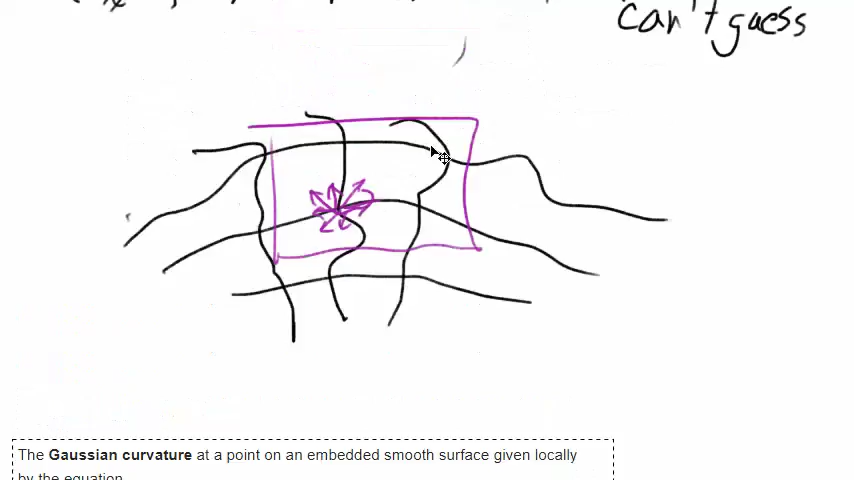 can't guess
The Gaussian curvature at a point on an embedded smooth surface given locally
by the equation